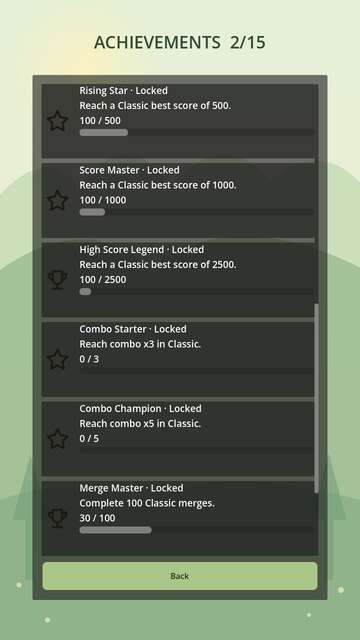 ACHIEVEMENTS 2/15
Rising Star · Locked
Reach a Classic best score of 500.
100 / 500
Score Master · Locked
Reach a Classic best score of 1000.
100 / 1000
High Score Legend · Locked
Reach a Classic best score of 2500.
100 / 2500
Combo Starter · Locked
Reach combo x3 in Classic.
0 / 3
Combo Champion · Locked
Reach combo x5 in Classic.
0 / 5
Merge Master · Locked
Complete 100 Classic merges.
30 / 100
Back